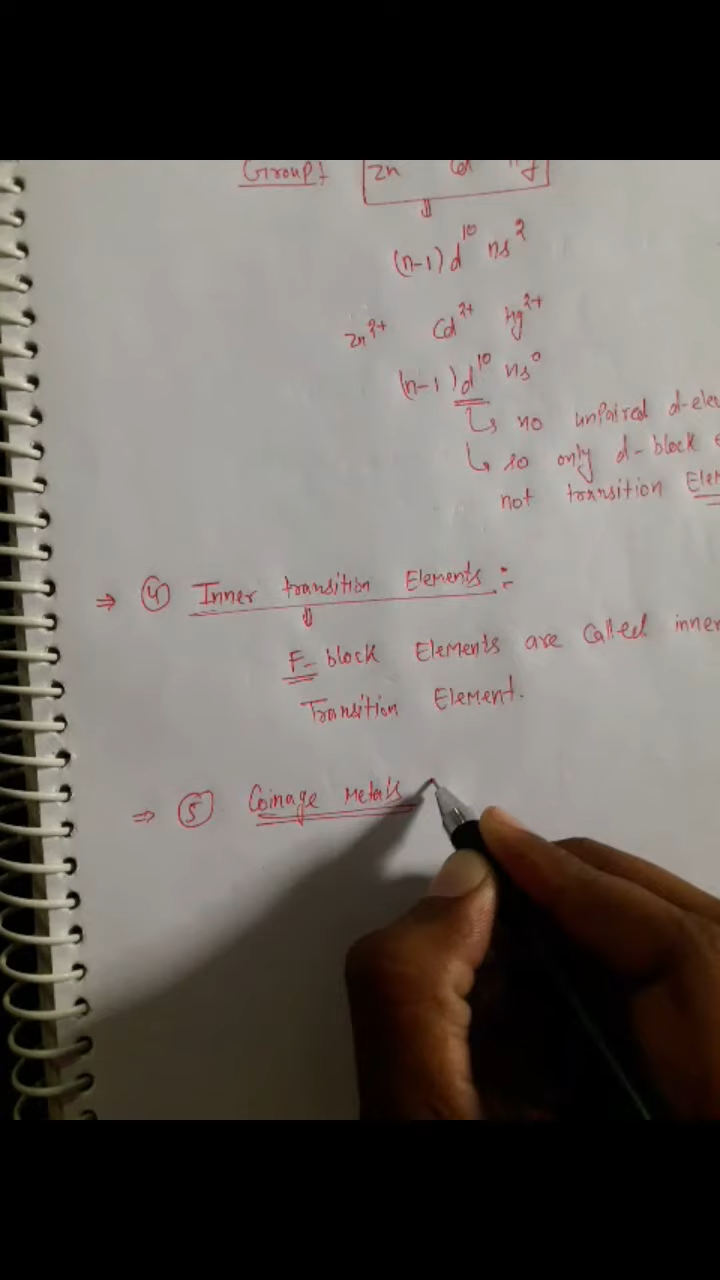 Group
Zn Cd Hg
(n-1) d¹⁰ ns²
Zn²⁺ Cd²⁺ Hg²⁺
(n-1) d¹⁰ ns⁰
↳ no unpaired
↳ so only d-block
not transition
⇒ ④ Inner transition Elements :-
F- block Elements are called inner
Transition Element.
⇒ ⑤ Coinage Metals